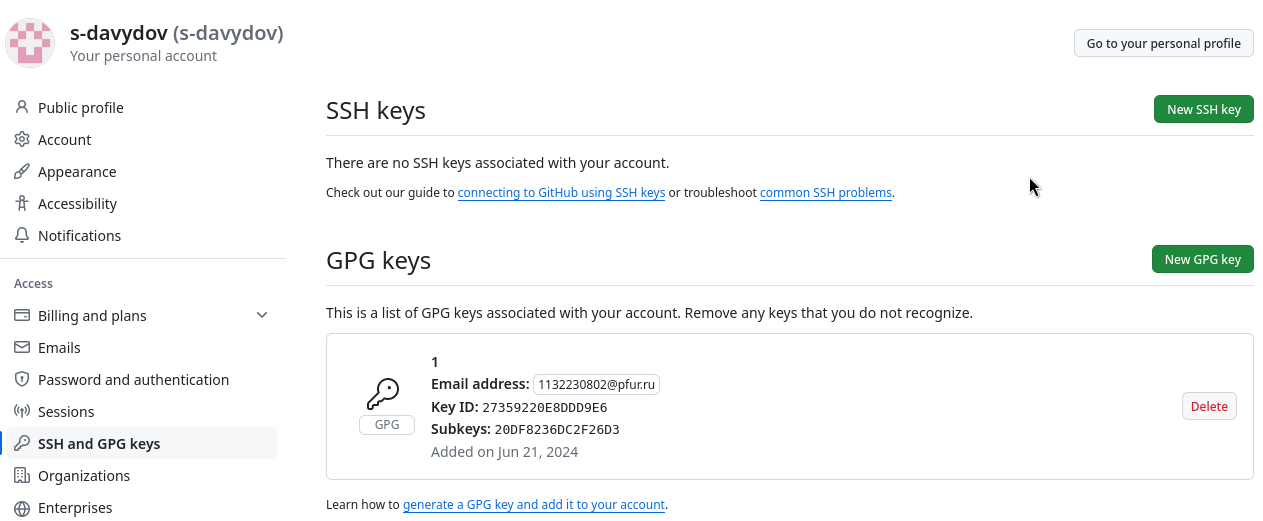 s-davydov (s-davydov)
Your personal account
Go to your personal profile
Public profile
Account
Appearance
Accessibility
Notifications
Access
Billing and plans
Emails
Password and authentication
Sessions
SSH and GPG keys
Organizations
Enterprises
SSH keys
New SSH key
There are no SSH keys associated with your account.
Check out our guide to connecting to GitHub using SSH keys or troubleshoot common SSH problems.
GPG keys
New GPG key
This is a list of GPG keys associated with your account. Remove any keys that you do not recognize.
GPG
1
Email address: 1132230802@pfur.ru
Key ID: 27359220E8DDD9E6
Subkeys: 20DF8236DC2F26D3
Added on Jun 21, 2024
Delete
Learn how to generate a GPG key and add it to your account.